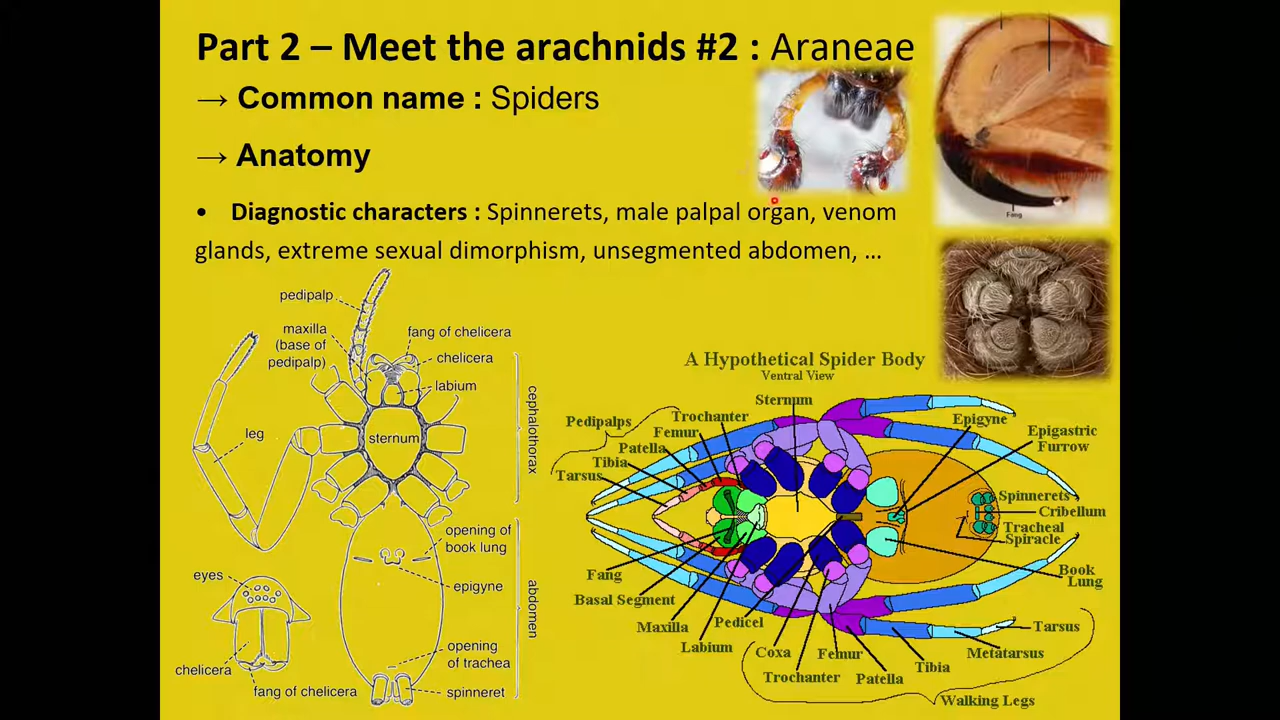 Part 2 – Meet the arachnids #2 : Araneae
→ Common name : Spiders
→ Anatomy
• Diagnostic characters : Spinnerets, male palpal organ, venom
glands, extreme sexual dimorphism, unsegmented abdomen, ...
Fang
pedipalp
maxilla
(base of
pedipalp)
fang of chelicera
chelicera
labium
leg
sternum
cephalothorax
opening of
book lung
epigyne
abdomen
opening
of trachea
spinneret
eyes
chelicera
fang of chelicera
A Hypothetical Spider Body
Ventral View
Sternum
Pedipalps
Trochanter
Femur
Patella
Tibia
Tarsus
Epigyne
Epigastric
Furrow
Spinnerets
Cribellum
Tracheal
Spiracle
Book
Lung
Fang
Basal Segment
Maxilla
Labium
Pedicel
Coxa
Trochanter
Femur
Patella
Tibia
Metatarsus
Tarsus
Walking Legs